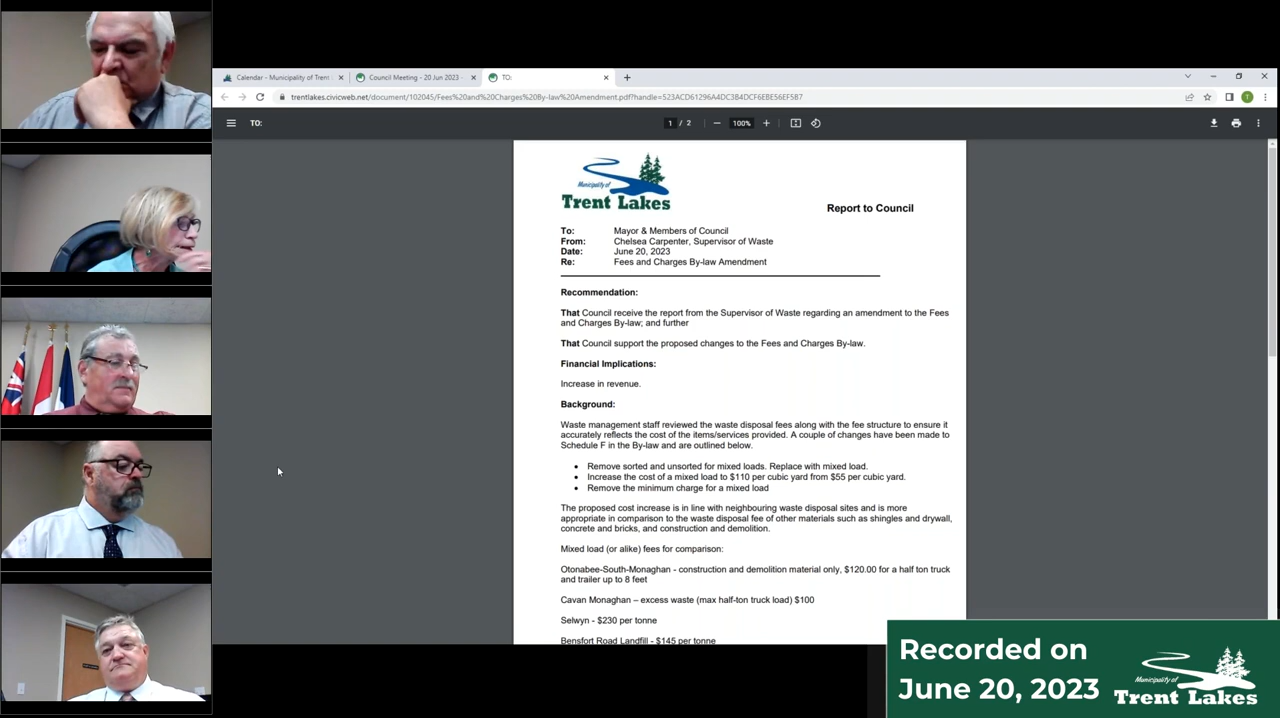 Calendar - Municipality of Trent
Council Meeting - 20 Jun 2023 -
TO:
trentlakes.civicweb.net/document/102045/Fees%20and%20Charges%20By-law%20Amendment.pdf?handle=523ACD61296A4DC3B4DCF6EBE56EF5B7
T
TO:
1 / 2
100%
Municipality of
Trent Lakes
Report to Council
To: Mayor & Members of Council
From: Chelsea Carpenter, Supervisor of Waste
Date: June 20, 2023
Re: Fees and Charges By-law Amendment
Recommendation:
That Council receive the report from the Supervisor of Waste regarding an amendment to the Fees
and Charges By-law; and further
That Council support the proposed changes to the Fees and Charges By-law.
Financial Implications:
Increase in revenue.
Background:
Waste management staff reviewed the waste disposal fees along with the fee structure to ensure it
accurately reflects the cost of the items/services provided. A couple of changes have been made to
Schedule F in the By-law and are outlined below.
• Remove sorted and unsorted for mixed loads. Replace with mixed load.
• Increase the cost of a mixed load to $110 per cubic yard from $55 per cubic yard.
• Remove the minimum charge for a mixed load
The proposed cost increase is in line with neighbouring waste disposal sites and is more
appropriate in comparison to the waste disposal fee of other materials such as shingles and drywall,
concrete and bricks, and construction and demolition.
Mixed load (or alike) fees for comparison:
Otonabee-South-Monaghan - construction and demolition material only, $120.00 for a half ton truck
and trailer up to 8 feet
Cavan Monaghan – excess waste (max half-ton truck load) $100
Selwyn - $230 per tonne
Bensfort Road Landfill - $145 per tonne
Recorded on
June 20, 2023
Municipality of
Trent Lakes